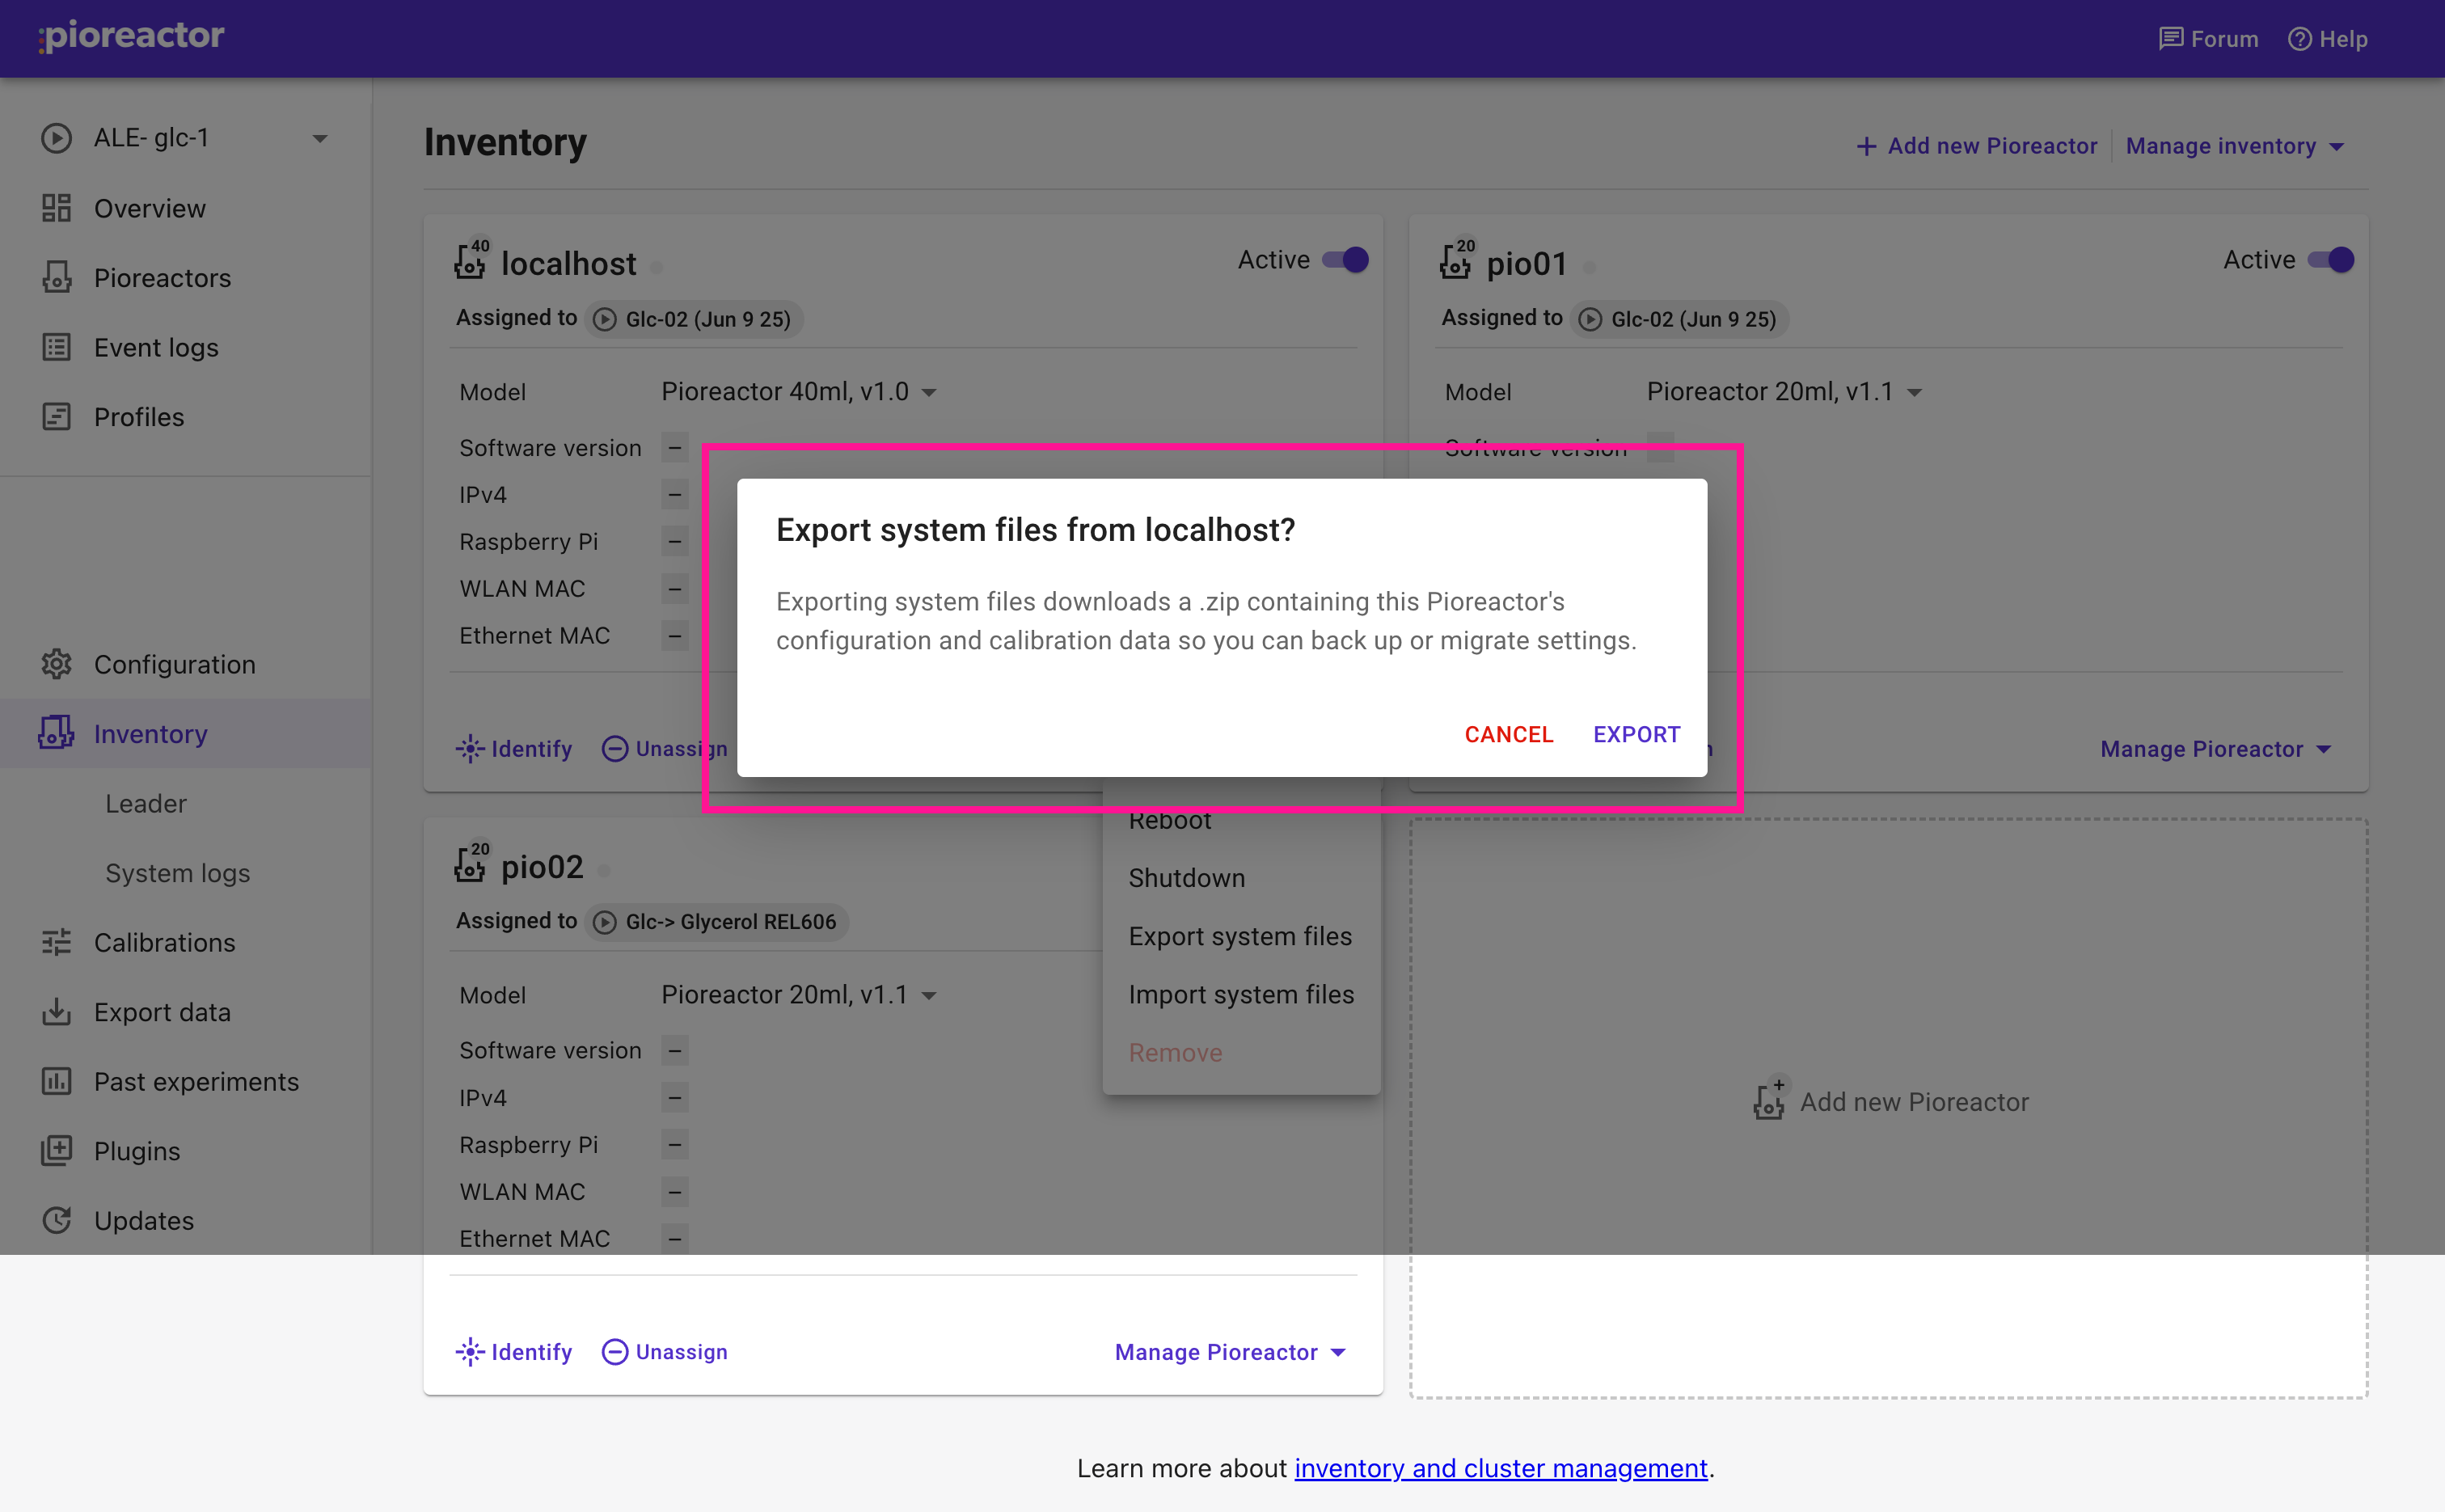 pioreactor
Forum
Help
ALE- glc-1
Overview
Pioreactors
Event logs
Profiles
Configuration
Inventory
Leader
System logs
Calibrations
Export data
Past experiments
Plugins
Updates
Inventory
Add new Pioreactor
Manage inventory
40
localhost
Active
Assigned to
Glc-02 (Jun 9 25)
Model
Pioreactor 40ml, v1.0
Software version
–
IPv4
–
Raspberry Pi
–
WLAN MAC
–
Ethernet MAC
–
Identify
Unassign
20
pio01
Active
Assigned to
Glc-02 (Jun 9 25)
Model
Pioreactor 20ml, v1.1
Software version
Manage Pioreactor
Export system files from localhost?
Exporting system files downloads a .zip containing this Pioreactor's
configuration and calibration data so you can back up or migrate settings.
CANCEL
EXPORT
Reboot
Shutdown
Export system files
Import system files
Remove
20
pio02
Assigned to
Glc-> Glycerol REL606
Model
Pioreactor 20ml, v1.1
Software version
–
IPv4
–
Raspberry Pi
–
WLAN MAC
–
Ethernet MAC
–
Identify
Unassign
Manage Pioreactor
Add new Pioreactor
Learn more about inventory and cluster management.